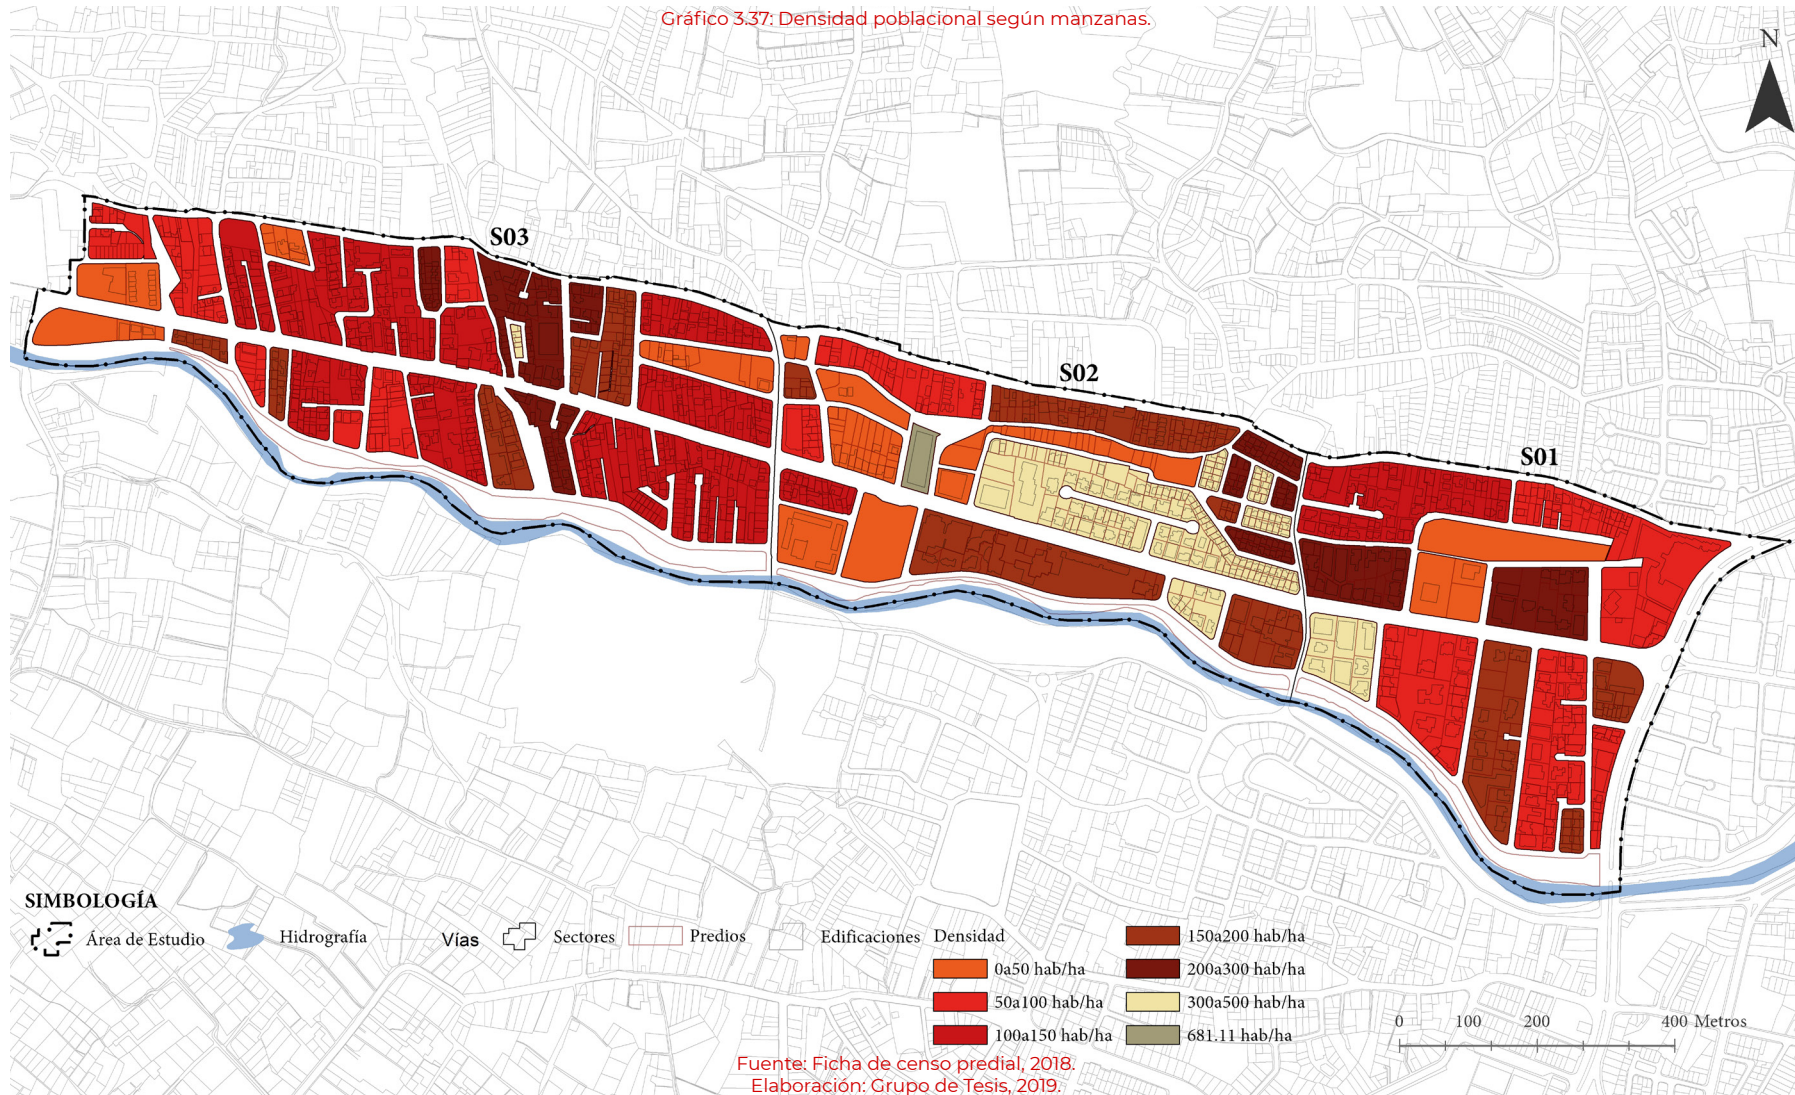 Gráfico 3.37: Densidad poblacional según manzanas.
N
S03
S02
S01
SIMBOLOGÍA
Área de Estudio
Hidrografía
Vías
Sectores
Predios
Edificaciones
Densidad
0a50 hab/ha
50a100 hab/ha
100a150 hab/ha
150a200 hab/ha
200a300 hab/ha
300a500 hab/ha
681.11 hab/ha
0 100 200 400 Metros
Fuente: Ficha de censo predial, 2018.
Elaboración: Grupo de Tesis, 2019.